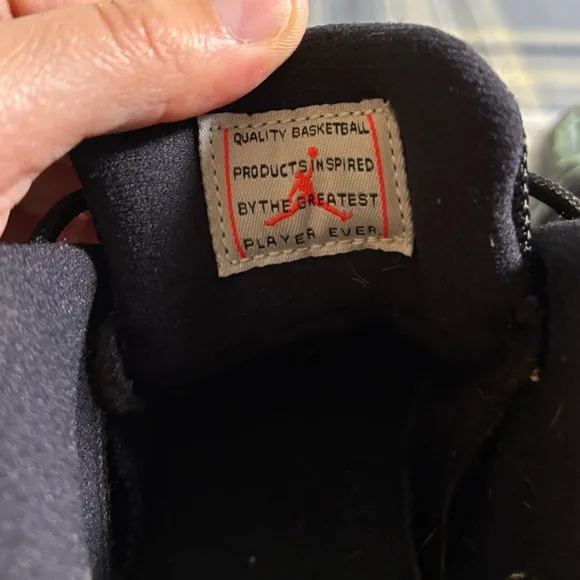 QUALITY BASKETBALL
PRODUCTS INSPIRED
BY THE GREATEST
PLAYER EVER.